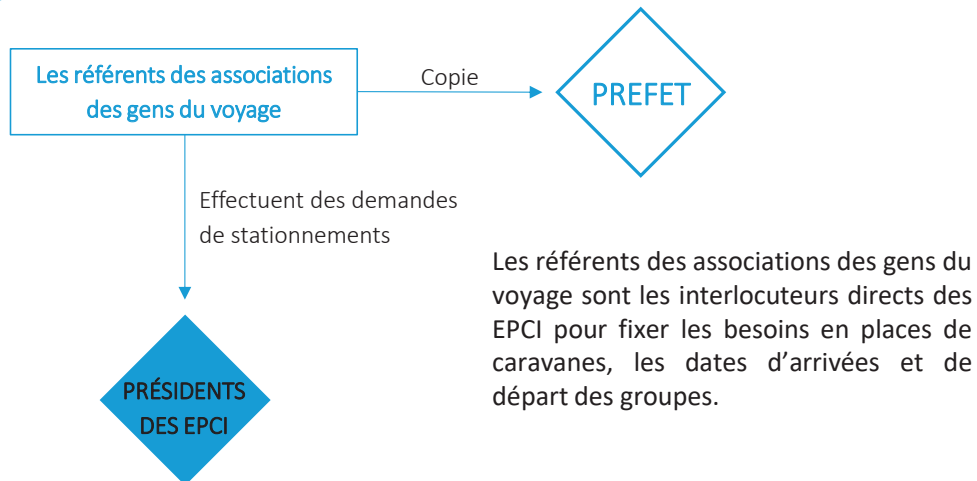 Les référents des associations
des gens du voyage
Copie
PREFET
Effectuent des demandes
de stationnements
Les référents des associations des gens du
voyage sont les interlocuteurs directs des
EPCI pour fixer les besoins en places de
caravanes, les dates d’arrivées et de
départ des groupes.
PRÉSIDENTS
DES EPCI